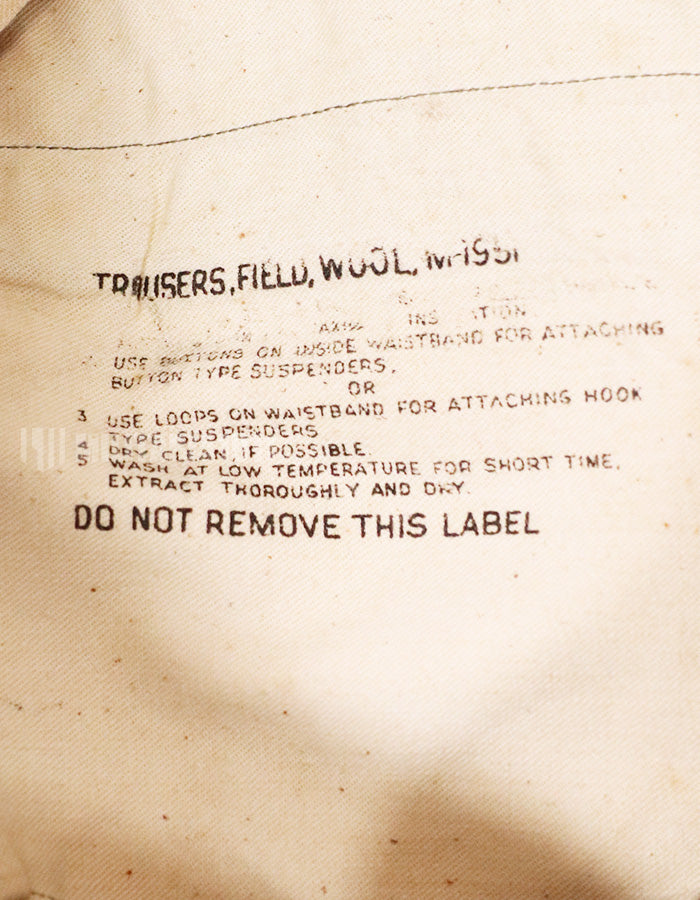 TROUSERS, FIELD, WOOL, M-1951
USE BUTTONS ON INSIDE WAISTBAND FOR ATTACHING
BUTTON TYPE SUSPENDERS.
OR
3 USE LOOPS ON WAISTBAND FOR ATTACHING HOOK
TYPE SUSPENDERS
4 DRY CLEAN, IF POSSIBLE.
5 WASH AT LOW TEMPERATURE FOR SHORT TIME.
EXTRACT THOROUGHLY AND DRY.
DO NOT REMOVE THIS LABEL